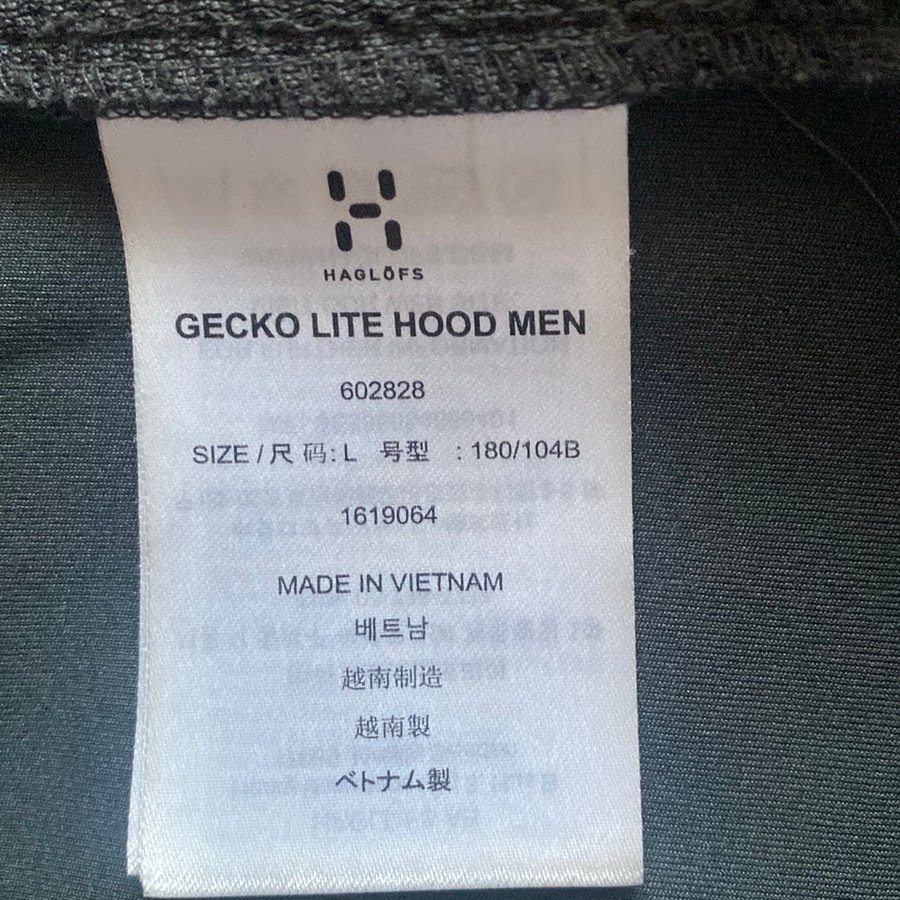 HAGLÖFS
GECKO LITE HOOD MEN
602828
SIZE / 尺 码: L 号型 : 180/104B
1619064
MADE IN VIETNAM
베트남
越南制造
越南製
ベトナム製